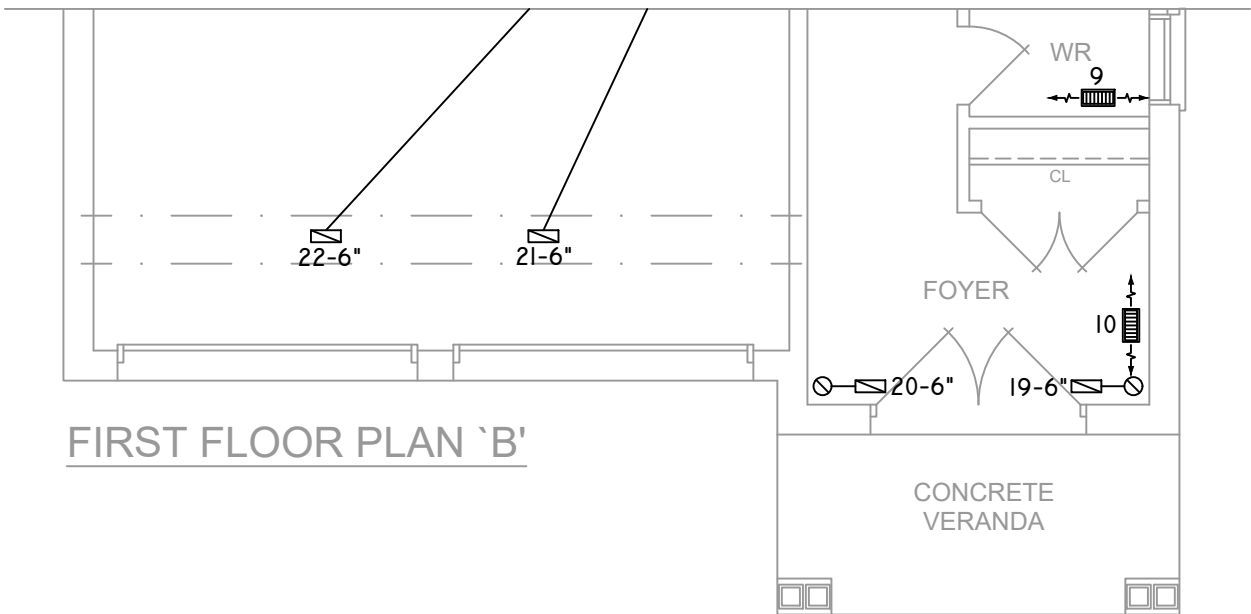 WR
9
CL
22-6"
21-6"
FOYER
10
20-6"
19-6"
FIRST FLOOR PLAN `B'
CONCRETE
VERANDA